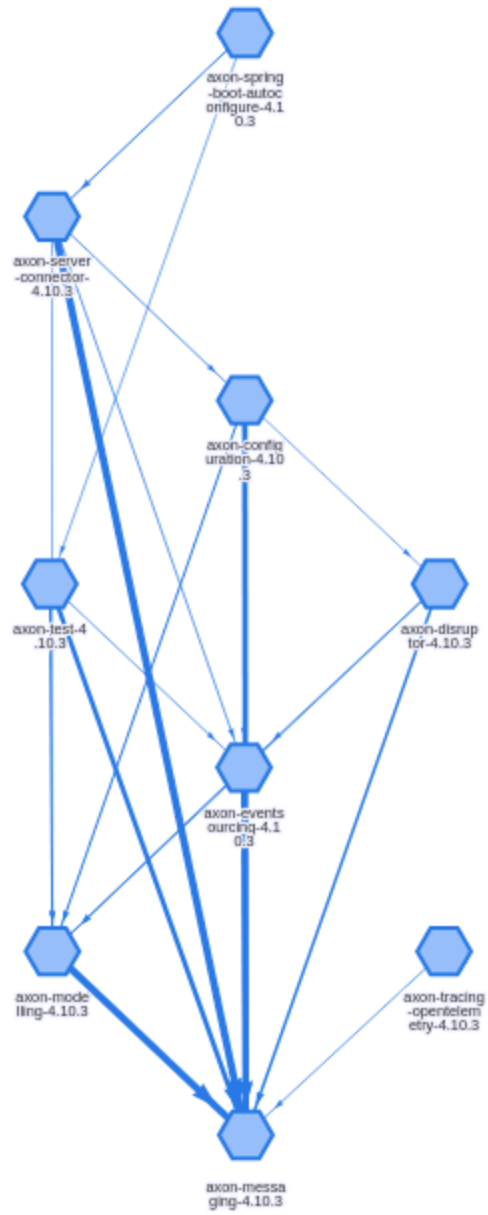 axon-spring
-boot-autoc
onfigure-4.1
0.3
axon-server
-connector-
4.10.3
axon-config
uration-4.10
.3
axon-test-4
.10.3
axon-disrup
tor-4.10.3
axon-events
ourcing-4.1
0.3
axon-mode
lling-4.10.3
axon-tracing
-opentelem
etry-4.10.3
axon-messa
ging-4.10.3